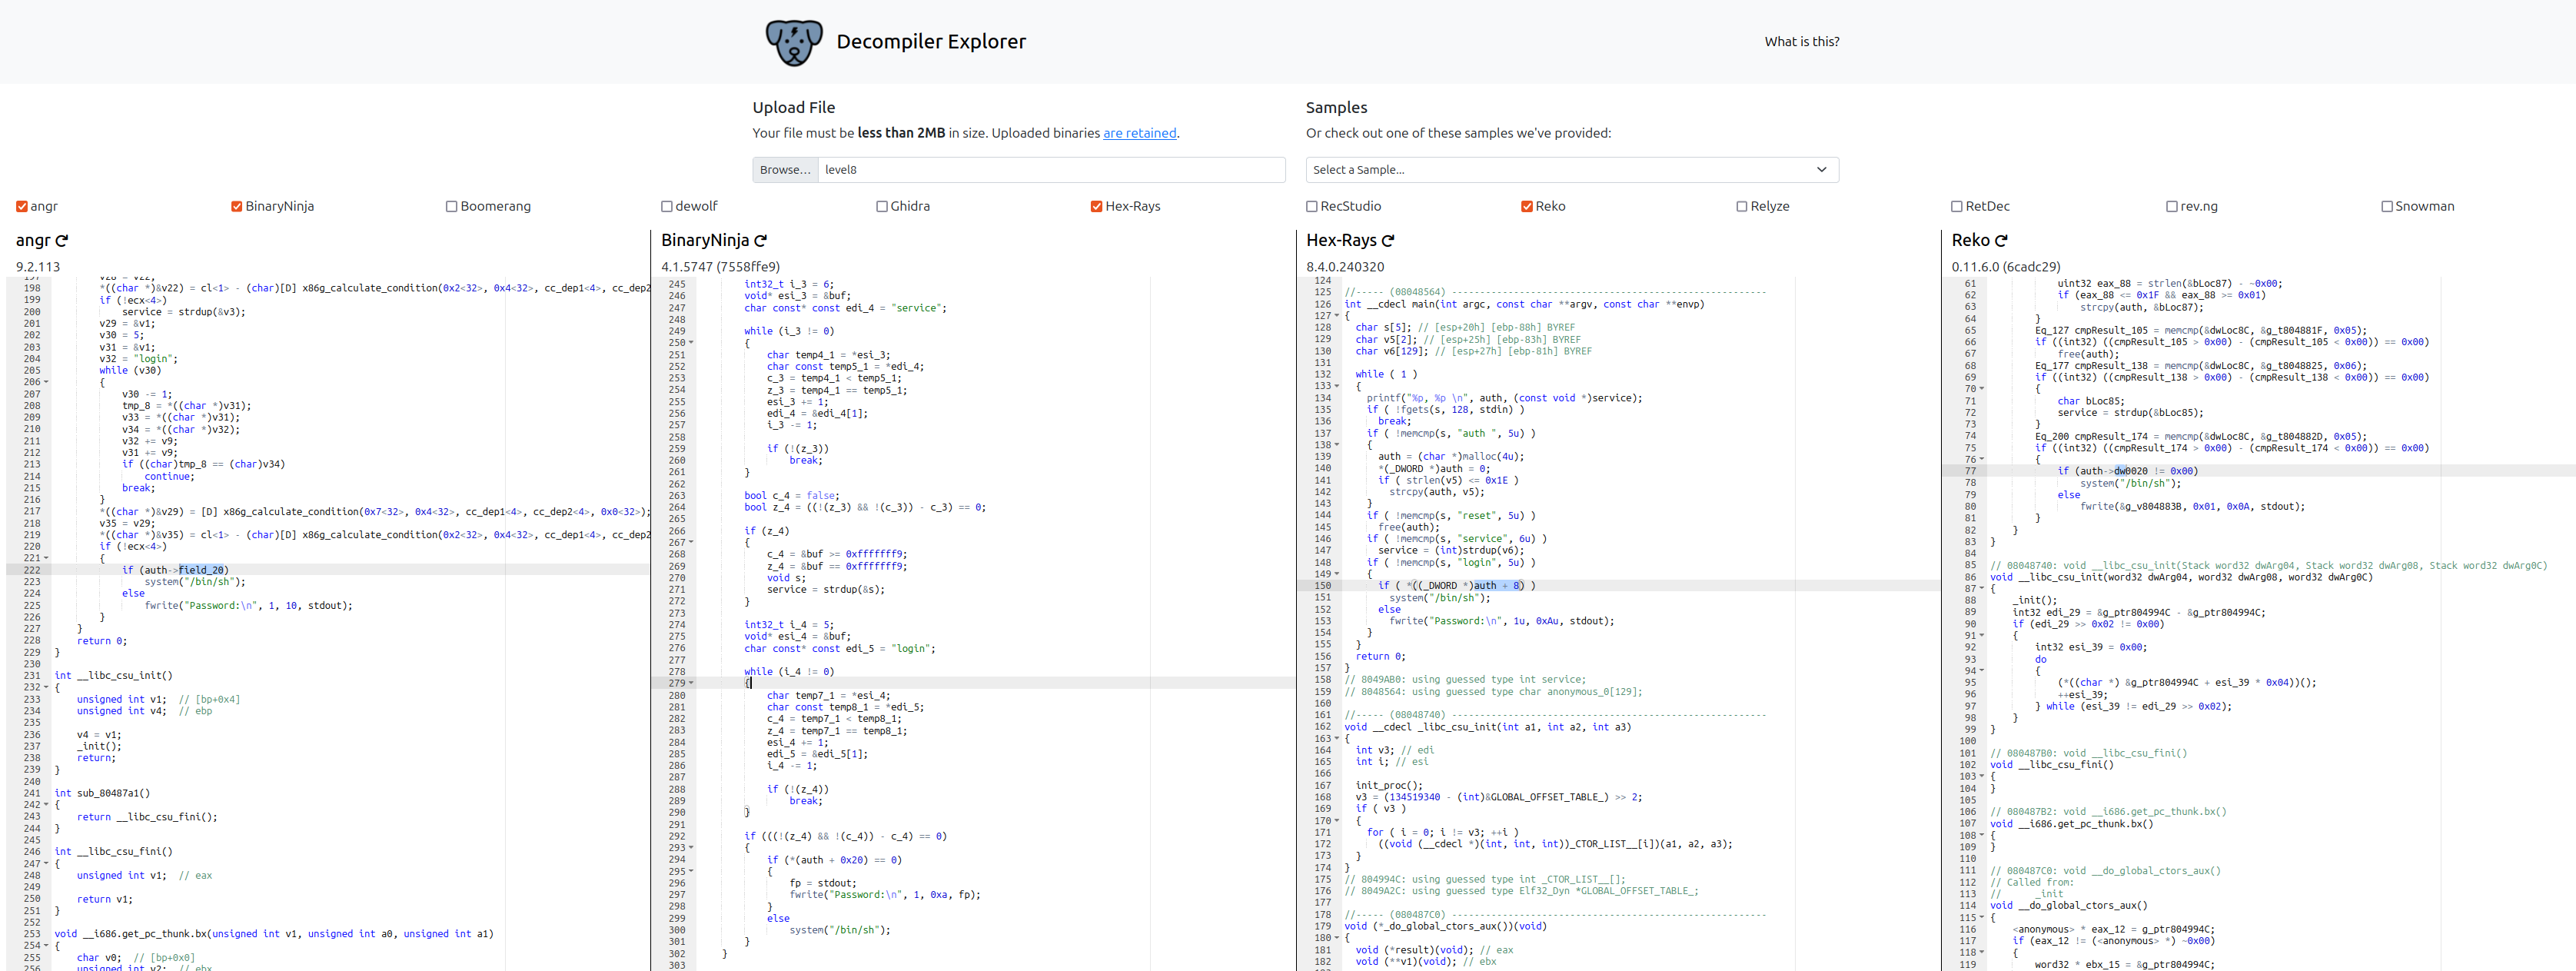 Decompiler Explorer
What is this?
Upload File
Your file must be less than 2MB in size. Uploaded binaries are retained.
Browse... level8
Samples
Or check out one of these samples we've provided:
Select a Sample...
angr
BinaryNinja
Boomerang
dewolf
Ghidra
Hex-Rays
RecStudio
Reko
Relyze
RetDec
rev.ng
Snowman
angr
9.2.113
198 *((char *)&v22) = cl<1> - (char)[D] x86g_calculate_condition(0x2<32>, 0x4<32>, cc_dep1<4>, cc_dep2
199 if (!ecx<4>)
200 service = strdup(&v3);
201 v29 = &v1;
202 v30 = 5;
203 v31 = &v1;
204 v32 = "login";
205 while (v30)
206 {
207 v30 -= 1;
208 tmp_8 = *((char *)v31);
209 v33 = *((char *)v31);
210 v34 = *((char *)v32);
211 v32 += v9;
212 v31 += v9;
213 if ((char)tmp_8 == (char)v34)
214 continue;
215 break;
216 }
217 *((char *)&v29) = [D] x86g_calculate_condition(0x7<32>, 0x4<32>, cc_dep1<4>, cc_dep2<4>, 0x0<32>);
218 v35 = v29;
219 *((char *)&v35) = cl<1> - (char)[D] x86g_calculate_condition(0x2<32>, 0x4<32>, cc_dep1<4>, cc_dep2
220 if (!ecx<4>)
221 {
222 if (auth->field_20)
223 system("/bin/sh");
224 else
225 fwrite("Password:\n", 1, 10, stdout);
226 }
227 }
228 return 0;
229 }
230
231 int __libc_csu_init()
232 {
233 unsigned int v1; // [bp+0x4]
234 unsigned int v4; // ebp
235
236 v4 = v1;
237 _init();
238 return;
239 }
240
241 int sub_80487a1()
242 {
243 return __libc_csu_fini();
244 }
245
246 int __libc_csu_fini()
247 {
248 unsigned int v1; // eax
249
250 return v1;
251 }
252
253 void __i686.get_pc_thunk.bx(unsigned int v1, unsigned int a0, unsigned int a1)
254 {
255 char v0; // [bp+0x0]
256 unsigned int v2; // ebx
BinaryNinja
4.1.5747 (7558ffe9)
245 int32_t i_3 = 6;
246 void* esi_3 = &buf;
247 char const* const edi_4 = "service";
248
249 while (i_3 != 0)
250 {
251 char temp4_1 = *esi_3;
252 char const temp5_1 = *edi_4;
253 c_3 = temp4_1 < temp5_1;
254 z_3 = temp4_1 == temp5_1;
255 esi_3 += 1;
256 edi_4 = &edi_4[1];
257 i_3 -= 1;
258
259 if (!(z_3))
260 break;
261 }
262
263 bool c_4 = false;
264 bool z_4 = ((!(z_3) && !(c_3)) - c_3) == 0;
265
266 if (z_4)
267 {
268 c_4 = &buf >= 0xfffffff9;
269 z_4 = &buf == 0xfffffff9;
270 void s;
271 service = strdup(&s);
272 }
273
274 int32_t i_4 = 5;
275 void* esi_4 = &buf;
276 char const* const edi_5 = "login";
277
278 while (i_4 != 0)
279 {
280 char temp7_1 = *esi_4;
281 char const temp8_1 = *edi_5;
282 c_4 = temp7_1 < temp8_1;
283 z_4 = temp7_1 == temp8_1;
284 esi_4 += 1;
285 edi_5 = &edi_5[1];
286 i_4 -= 1;
287
288 if (!(z_4))
289 break;
290 }
291
292 if (((!(z_4) && !(c_4)) - c_4) == 0)
293 {
294 if (*(auth + 0x20) == 0)
295 {
296 fp = stdout;
297 fwrite("Password:\n", 1, 0xa, fp);
298 }
299 else
300 system("/bin/sh");
301 }
302 }
303
Hex-Rays
8.4.0.240320
124
125 //----- (08048564) --------------------------------------------------------
126 int __cdecl main(int argc, const char **argv, const char **envp)
127 {
128 char s[5]; // [esp+20h] [ebp-88h] BYREF
129 char v5[2]; // [esp+25h] [ebp-83h] BYREF
130 char v6[129]; // [esp+27h] [ebp-81h] BYREF
131
132 while ( 1 )
133 {
134 printf("%p, %p \n", auth, (const void *)service);
135 if ( !fgets(s, 128, stdin) )
136 break;
137 if ( !memcmp(s, "auth ", 5u) )
138 {
139 auth = (char *)malloc(4u);
140 *(_DWORD *)auth = 0;
141 if ( strlen(v5) <= 0x1E )
142 strcpy(auth, v5);
143 }
144 if ( !memcmp(s, "reset", 5u) )
145 free(auth);
146 if ( !memcmp(s, "service", 6u) )
147 service = (int)strdup(v6);
148 if ( !memcmp(s, "login", 5u) )
149 {
150 if ( *((_DWORD *)auth + 8) )
151 system("/bin/sh");
152 else
153 fwrite("Password:\n", 1u, 0xAu, stdout);
154 }
155 }
156 return 0;
157 }
158 // 8049AB0: using guessed type int service;
159 // 8048564: using guessed type char anonymous_0[129];
160
161 //----- (08048740) --------------------------------------------------------
162 void __cdecl _libc_csu_init(int a1, int a2, int a3)
163 {
164 int v3; // edi
165 int i; // esi
166
167 init_proc();
168 v3 = (134519340 - (int)&GLOBAL_OFFSET_TABLE_) >> 2;
169 if ( v3 )
170 {
171 for ( i = 0; i != v3; ++i )
172 ((void (__cdecl *)(int, int, int))_CTOR_LIST__[i])(a1, a2, a3);
173 }
174 }
175 // 804994C: using guessed type int _CTOR_LIST__[];
176 // 8049A2C: using guessed type Elf32_Dyn *GLOBAL_OFFSET_TABLE_;
177
178 //----- (080487C0) --------------------------------------------------------
179 void (*_do_global_ctors_aux())(void)
180 {
181 void (*result)(void); // eax
182 void (**v1)(void); // ebx
Reko
0.11.6.0 (6cadc29)
61 uint32 eax_88 = strlen(&bLoc87) - ~0x00;
62 if (eax_88 <= 0x1F && eax_88 >= 0x01)
63 strcpy(auth, &bLoc87);
64 }
65 Eq_127 cmpResult_105 = memcmp(&dwLoc8C, &g_t804881F, 0x05);
66 if ((int32) ((cmpResult_105 > 0x00) - (cmpResult_105 < 0x00)) == 0x00)
67 free(auth);
68 Eq_177 cmpResult_138 = memcmp(&dwLoc8C, &g_t8048825, 0x06);
69 if ((int32) ((cmpResult_138 > 0x00) - (cmpResult_138 < 0x00)) == 0x00)
70 {
71 char bLoc85;
72 service = strdup(&bLoc85);
73 }
74 Eq_200 cmpResult_174 = memcmp(&dwLoc8C, &g_t804882D, 0x05);
75 if ((int32) ((cmpResult_174 > 0x00) - (cmpResult_174 < 0x00)) == 0x00)
76 {
77 if (auth->dw0020 != 0x00)
78 system("/bin/sh");
79 else
80 fwrite(&g_v804883B, 0x01, 0x0A, stdout);
81 }
82 }
83 }
84
85 // 08048740: void __libc_csu_init(Stack word32 dwArg04, Stack word32 dwArg08, Stack word32 dwArg0C)
86 void __libc_csu_init(word32 dwArg04, word32 dwArg08, word32 dwArg0C)
87 {
88 _init();
89 int32 edi_29 = &g_ptr804994C - &g_ptr804994C;
90 if (edi_29 >> 0x02 != 0x00)
91 {
92 int32 esi_39 = 0x00;
93 do
94 {
95 (*((char *) &g_ptr804994C + esi_39 * 0x04))();
96 ++esi_39;
97 } while (esi_39 != edi_29 >> 0x02);
98 }
99 }
100
101 // 080487B0: void __libc_csu_fini()
102 void __libc_csu_fini()
103 {
104 }
105
106 // 080487B2: void __i686.get_pc_thunk.bx()
107 void __i686.get_pc_thunk.bx()
108 {
109 }
110
111 // 080487C0: void __do_global_ctors_aux()
112 // Called from:
113 // _init
114 void __do_global_ctors_aux()
115 {
116 <anonymous> * eax_12 = g_ptr804994C;
117 if (eax_12 != (<anonymous> *) ~0x00)
118 {
119 word32 * ebx_15 = &g_ptr804994C;